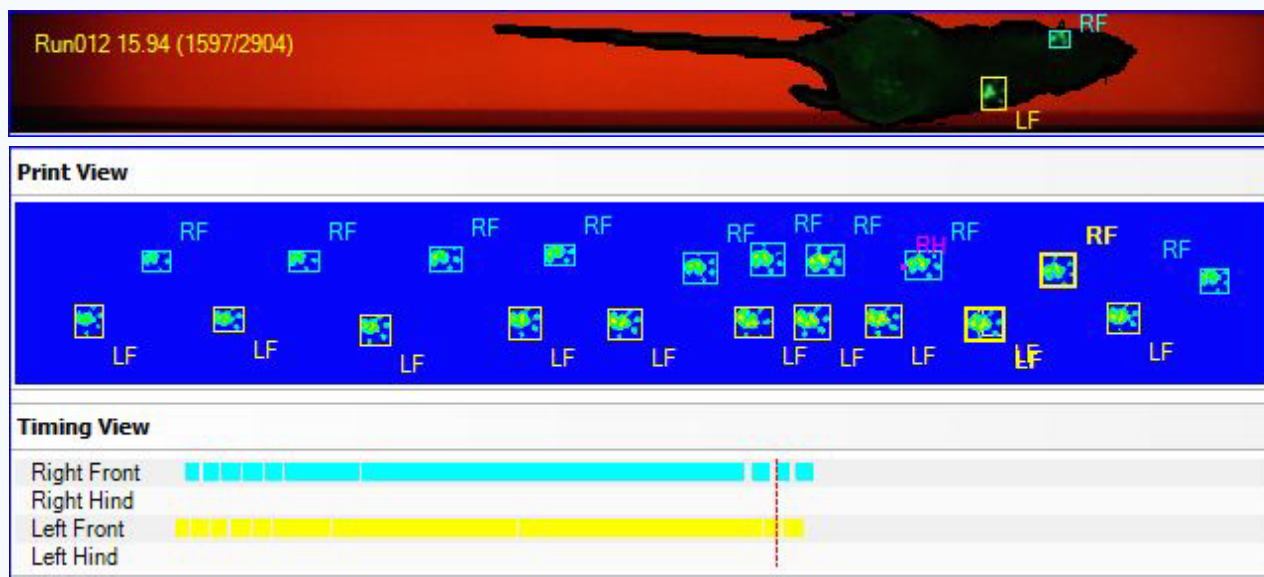 Run012 15.94 (1597/2904)
RF
LF
Print View
RF RF RF RF RF RF RF RH RF RF RF
LF LF LF LF LF LF LF LF LF LF LF
Timing View
Right Front
Right Hind
Left Front
Left Hind